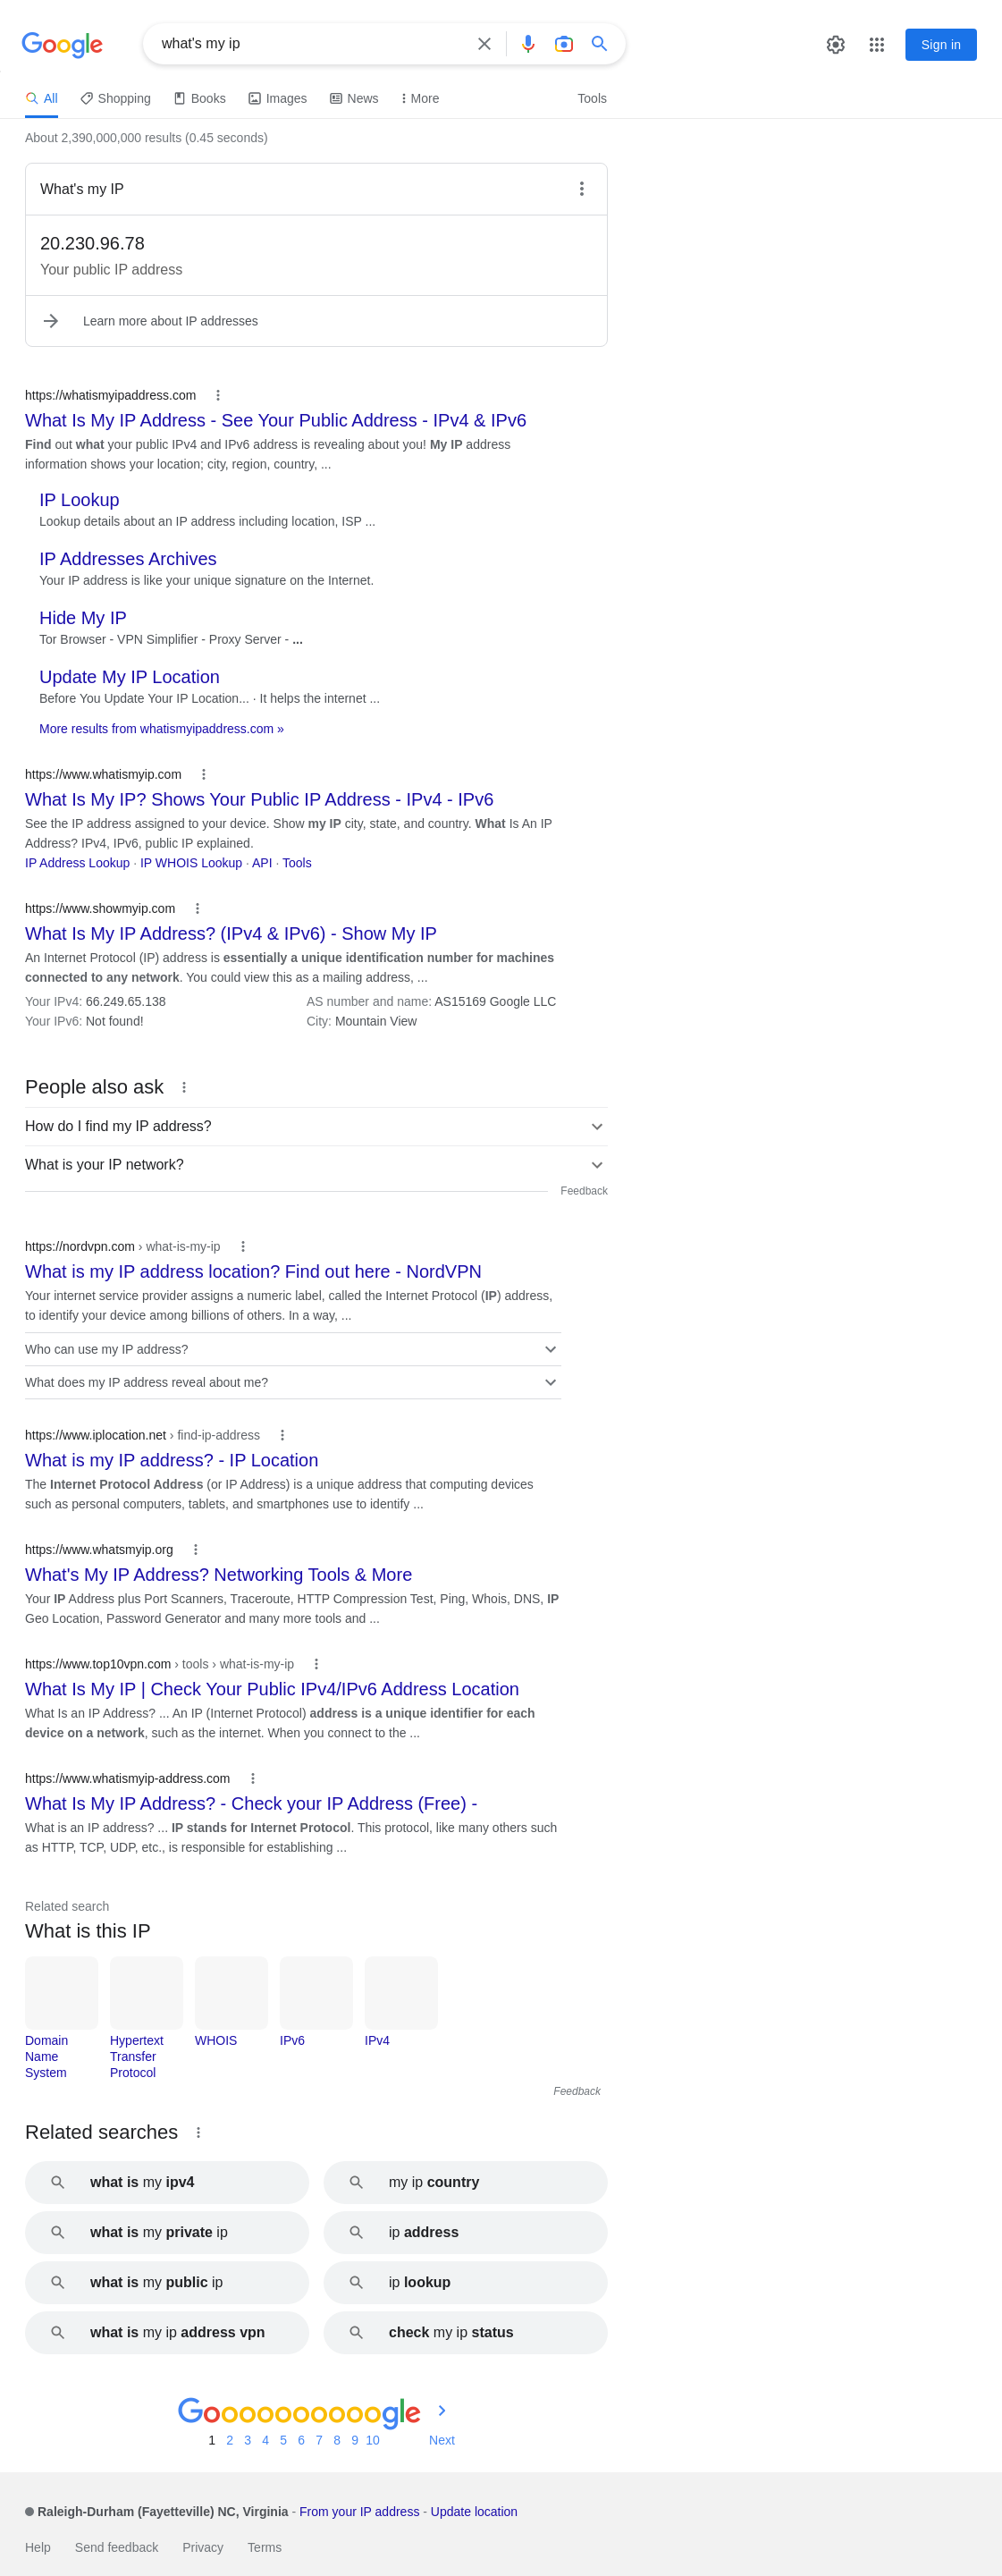 Google
what's my ip
Sign in
All
Shopping
Books
Images
News
More
Tools
About 2,390,000,000 results (0.45 seconds)
What's my IP
20.230.96.78
Your public IP address
Learn more about IP addresses
https://whatismyipaddress.com
What Is My IP Address - See Your Public Address - IPv4 & IPv6
Find out what your public IPv4 and IPv6 address is revealing about you! My IP address
information shows your location; city, region, country, ...
IP Lookup
Lookup details about an IP address including location, ISP ...
IP Addresses Archives
Your IP address is like your unique signature on the Internet.
Hide My IP
Tor Browser - VPN Simplifier - Proxy Server - ...
Update My IP Location
Before You Update Your IP Location... · It helps the internet ...
More results from whatismyipaddress.com »
https://www.whatismyip.com
What Is My IP? Shows Your Public IP Address - IPv4 - IPv6
See the IP address assigned to your device. Show my IP city, state, and country. What Is An IP
Address? IPv4, IPv6, public IP explained.
IP Address Lookup · IP WHOIS Lookup · API · Tools
https://www.showmyip.com
What Is My IP Address? (IPv4 & IPv6) - Show My IP
An Internet Protocol (IP) address is essentially a unique identification number for machines
connected to any network. You could view this as a mailing address, ...
Your IPv4: 66.249.65.138
AS number and name: AS15169 Google LLC
Your IPv6: Not found!
City: Mountain View
People also ask
How do I find my IP address?
What is your IP network?
Feedback
https://nordvpn.com › what-is-my-ip
What is my IP address location? Find out here - NordVPN
Your internet service provider assigns a numeric label, called the Internet Protocol (IP) address,
to identify your device among billions of others. In a way, ...
Who can use my IP address?
What does my IP address reveal about me?
https://www.iplocation.net › find-ip-address
What is my IP address? - IP Location
The Internet Protocol Address (or IP Address) is a unique address that computing devices
such as personal computers, tablets, and smartphones use to identify ...
https://www.whatsmyip.org
What's My IP Address? Networking Tools & More
Your IP Address plus Port Scanners, Traceroute, HTTP Compression Test, Ping, Whois, DNS, IP
Geo Location, Password Generator and many more tools and ...
https://www.top10vpn.com › tools › what-is-my-ip
What Is My IP | Check Your Public IPv4/IPv6 Address Location
What Is an IP Address? ... An IP (Internet Protocol) address is a unique identifier for each
device on a network, such as the internet. When you connect to the ...
https://www.whatismyip-address.com
What Is My IP Address? - Check your IP Address (Free) -
What is an IP address? ... IP stands for Internet Protocol. This protocol, like many others such
as HTTP, TCP, UDP, etc., is responsible for establishing ...
Related search
What is this IP
Domain
Name
System
Hypertext
Transfer
Protocol
WHOIS
IPv6
IPv4
Feedback
Related searches
what is my ipv4
my ip country
what is my private ip
ip address
what is my public ip
ip lookup
what is my ip address vpn
check my ip status
Goooooooooogle
1 2 3 4 5 6 7 8 9 10
Next
Raleigh-Durham (Fayetteville) NC, Virginia - From your IP address - Update location
Help
Send feedback
Privacy
Terms